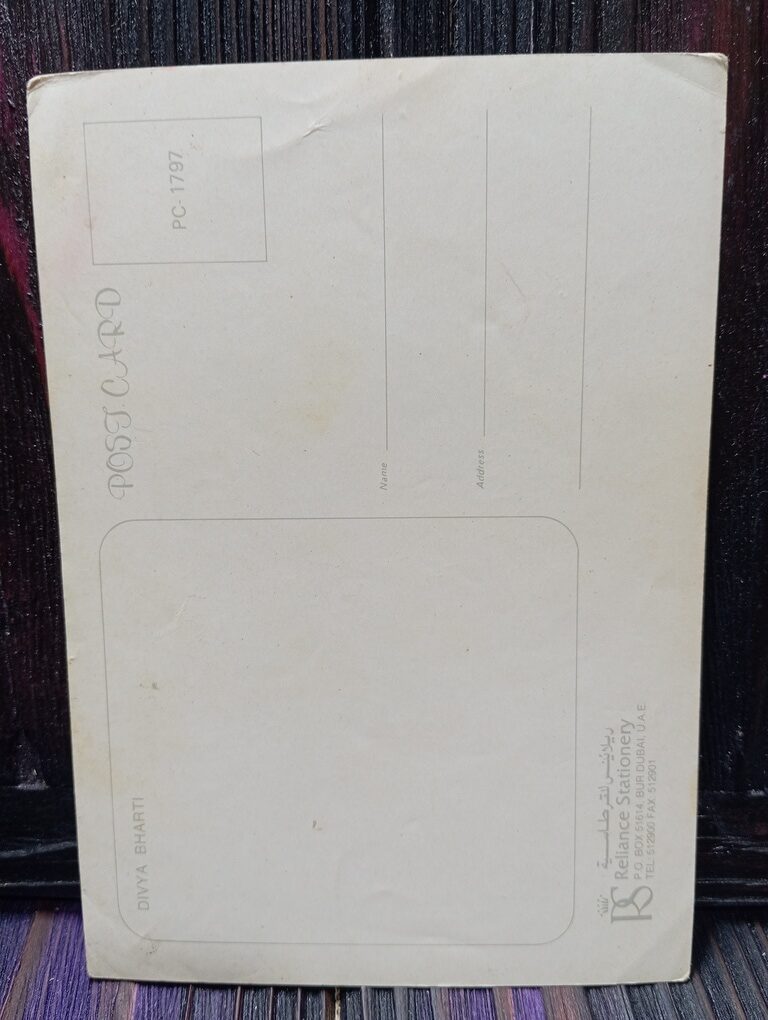 DIVYA BHARTI
POST CARD
PC- 1797
Name
Address
ريلاينس للقرطاسية
RS Reliance Stationery
P.O. BOX 51614, BUR DUBAI, U.A.E.
TEL: 512900 FAX: 512901